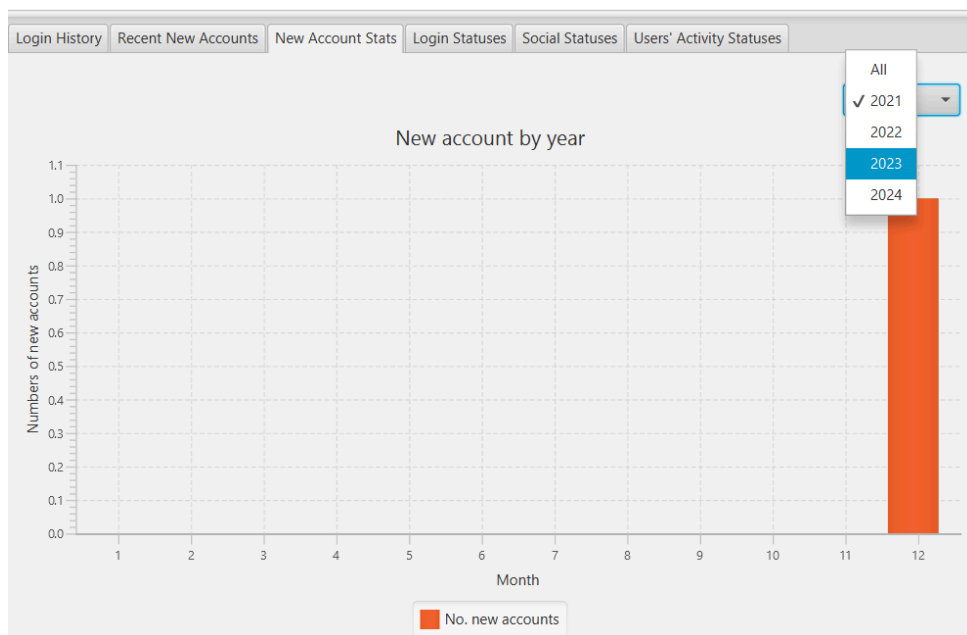 Login History Recent New Accounts New Account Stats Login Statuses Social Statuses Users' Activity Statuses
All
✓ 2021
2022
2023
2024
New account by year
Numbers of new accounts
1.1
1.0
0.9
0.8
0.7
0.6
0.5
0.4
0.3
0.2
0.1
0.0
1 2 3 4 5 6 7 8 9 10 11 12
Month
No. new accounts